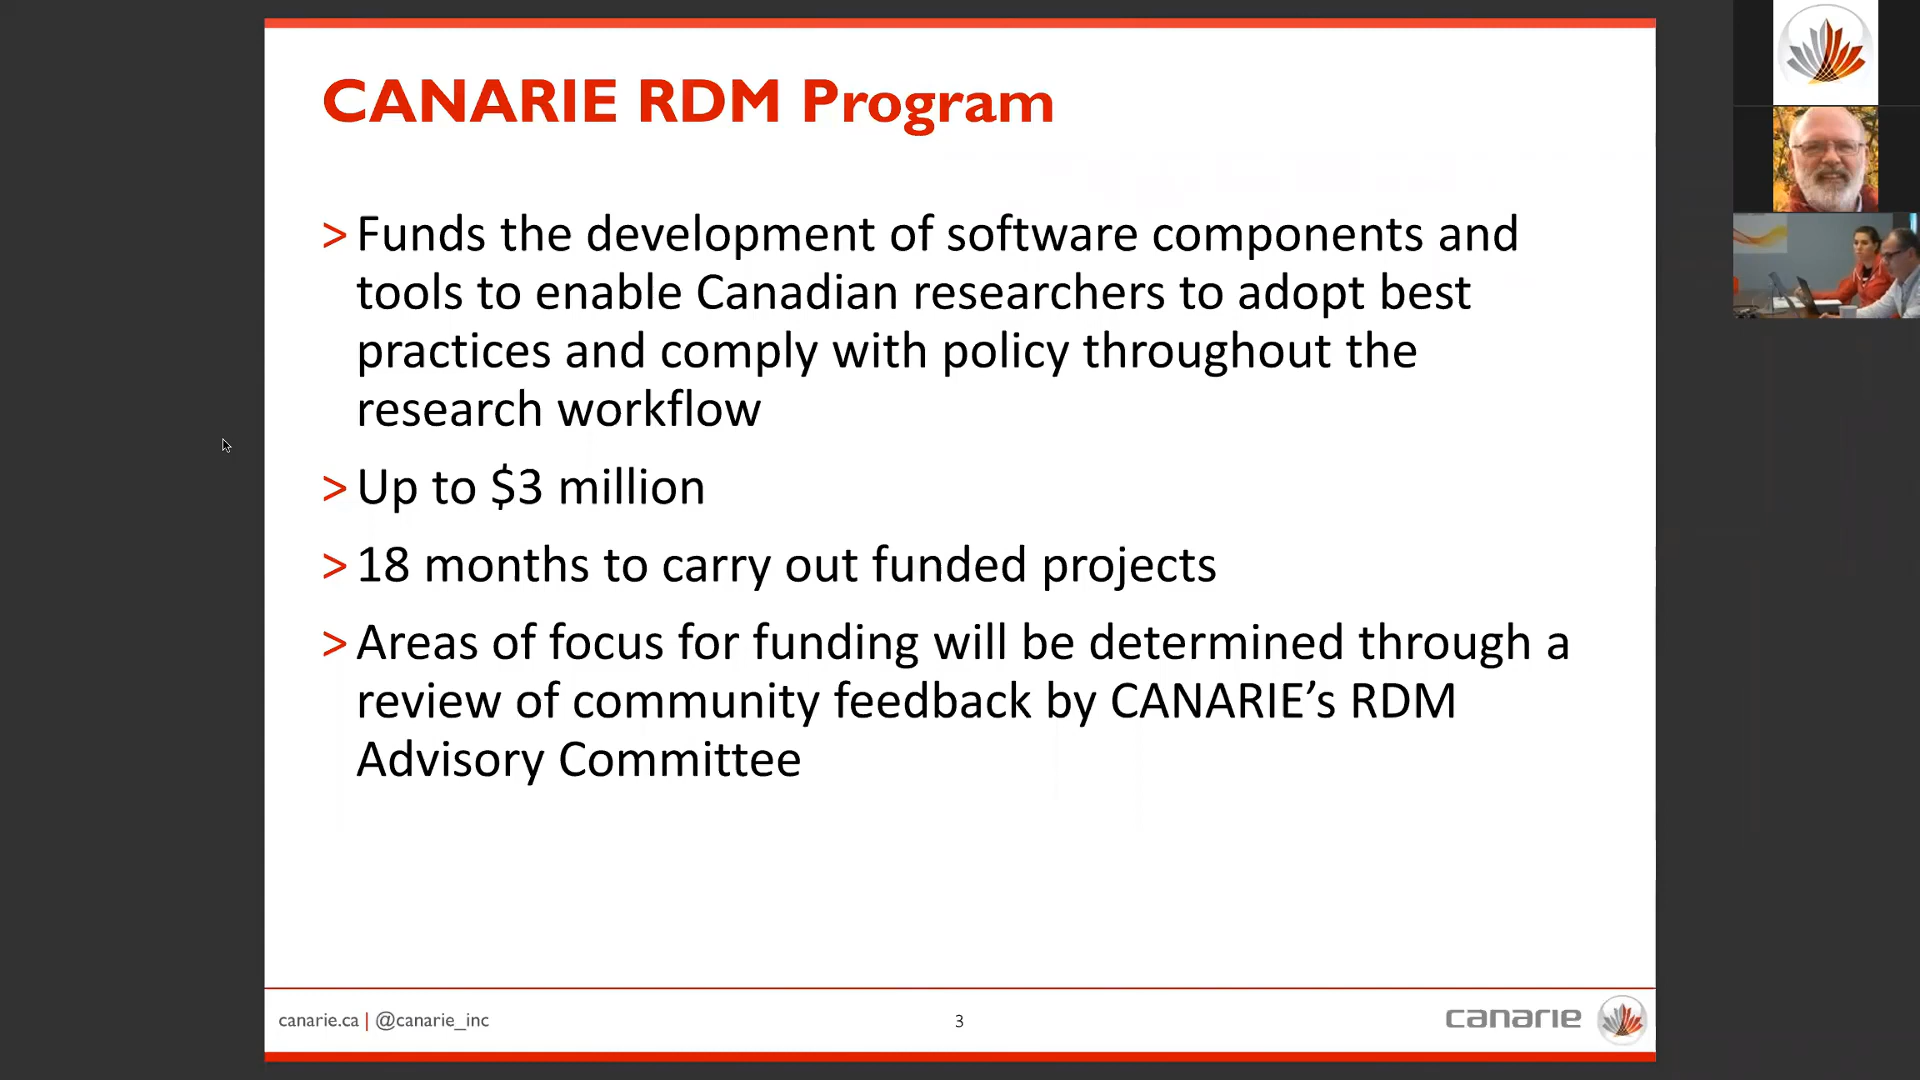 CANARIE RDM Program
> Funds the development of software components and
tools to enable Canadian researchers to adopt best
practices and comply with policy throughout the
research workflow
> Up to $3 million
> 18 months to carry out funded projects
> Areas of focus for funding will be determined through a
review of community feedback by CANARIE’s RDM
Advisory Committee
canarie.ca | @canarie_inc
3
canarie